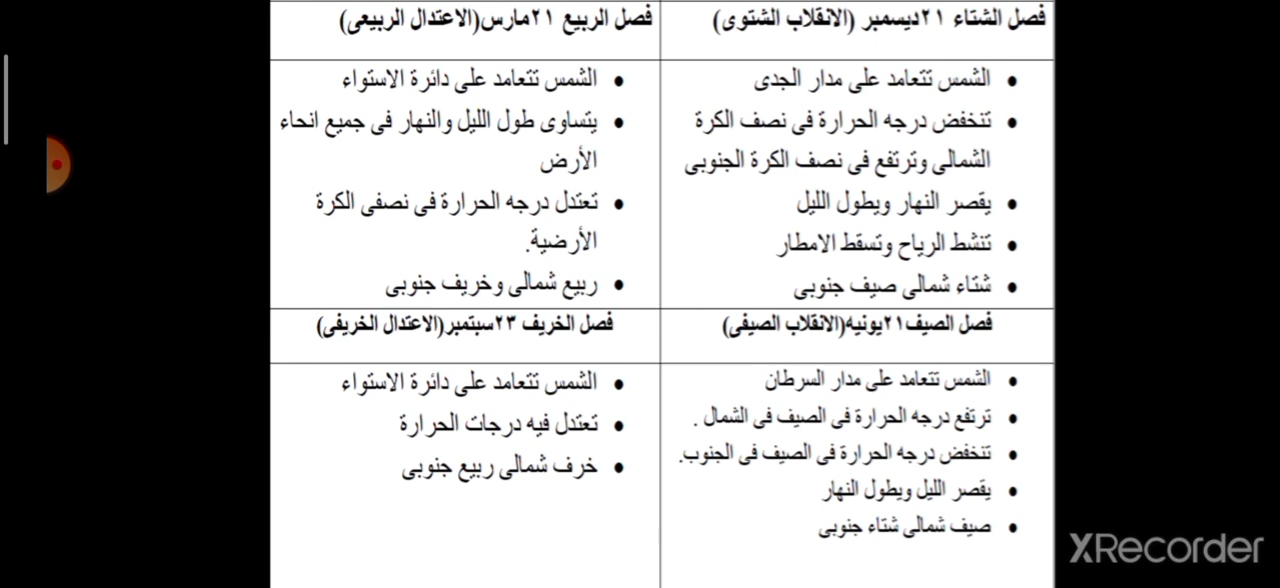 فصل الشتاء ٢١ديسمبر (الانقلاب الشتوى)
الشمس تتعامد على مدار الجدى
تنخفض درجه الحرارة فى نصف الكرة
الشمالى وترتفع فى نصف الكرة الجنوبى
يقصر النهار ويطول الليل
تنشط الرياح وتسقط الامطار
شتاء شمالى صيف جنوبى
فصل الربيع ٢١مارس(الاعتدال الربيعى)
الشمس تتعامد على دائرة الاستواء
يتساوى طول الليل والنهار فى جميع انحاء
الأرض
تعتدل درجه الحرارة فى نصفى الكرة
الأرضية.
ربيع شمالى وخريف جنوبى
فصل الصيف٢١يونيه(الانقلاب الصيفى)
الشمس تتعامد على مدار السرطان
ترتفع درجه الحرارة فى الصيف فى الشمال .
تنخفض درجه الحرارة فى الصيف فى الجنوب.
يقصر الليل ويطول النهار
صيف شمالى شتاء جنوبى
فصل الخريف ٢٣سبتمبر(الاعتدال الخريفى)
الشمس تتعامد على دائرة الاستواء
تعتدل فيه درجات الحرارة
خرف شمالى ربيع جنوبى
XRecorder